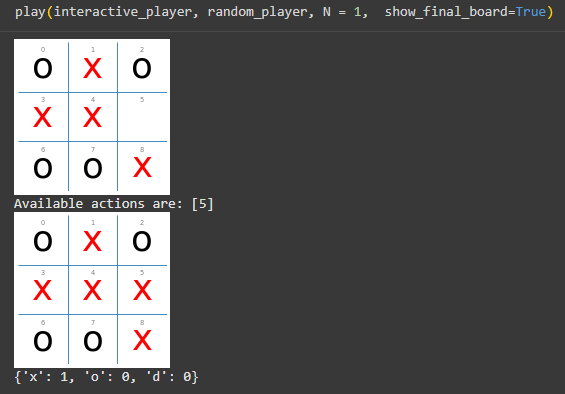 play(interactive_player, random_player, N = 1,  show_final_board=True)
0 1 2
O X O
3 4 5
X X
6 7 8
O O X
Available actions are: [5]
0 1 2
O X O
3 4 5
X X X
6 7 8
O O X
{'x': 1, 'o': 0, 'd': 0}